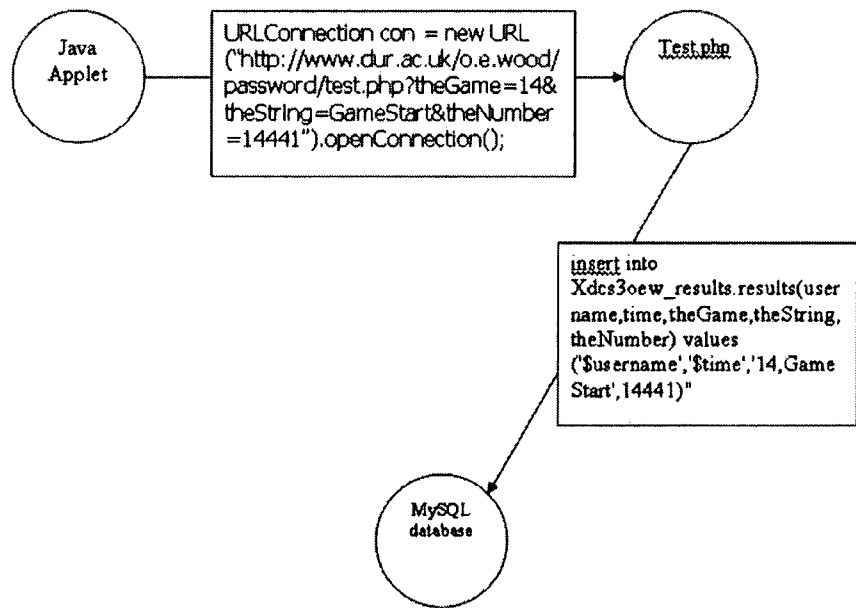 Java
Applet
URLConnection con = new URL
("http://www.dur.ac.uk/o.e.wood/
password/test.php?theGame=14&
theString=GameStart&theNumber
=14441").openConnection();
Test.php
insert into
Xdcs3oew_results.results(user
name,time,theGame,theString,
theNumber) values
('$username','$time','14,Game
Start',14441)"
MySQL
database